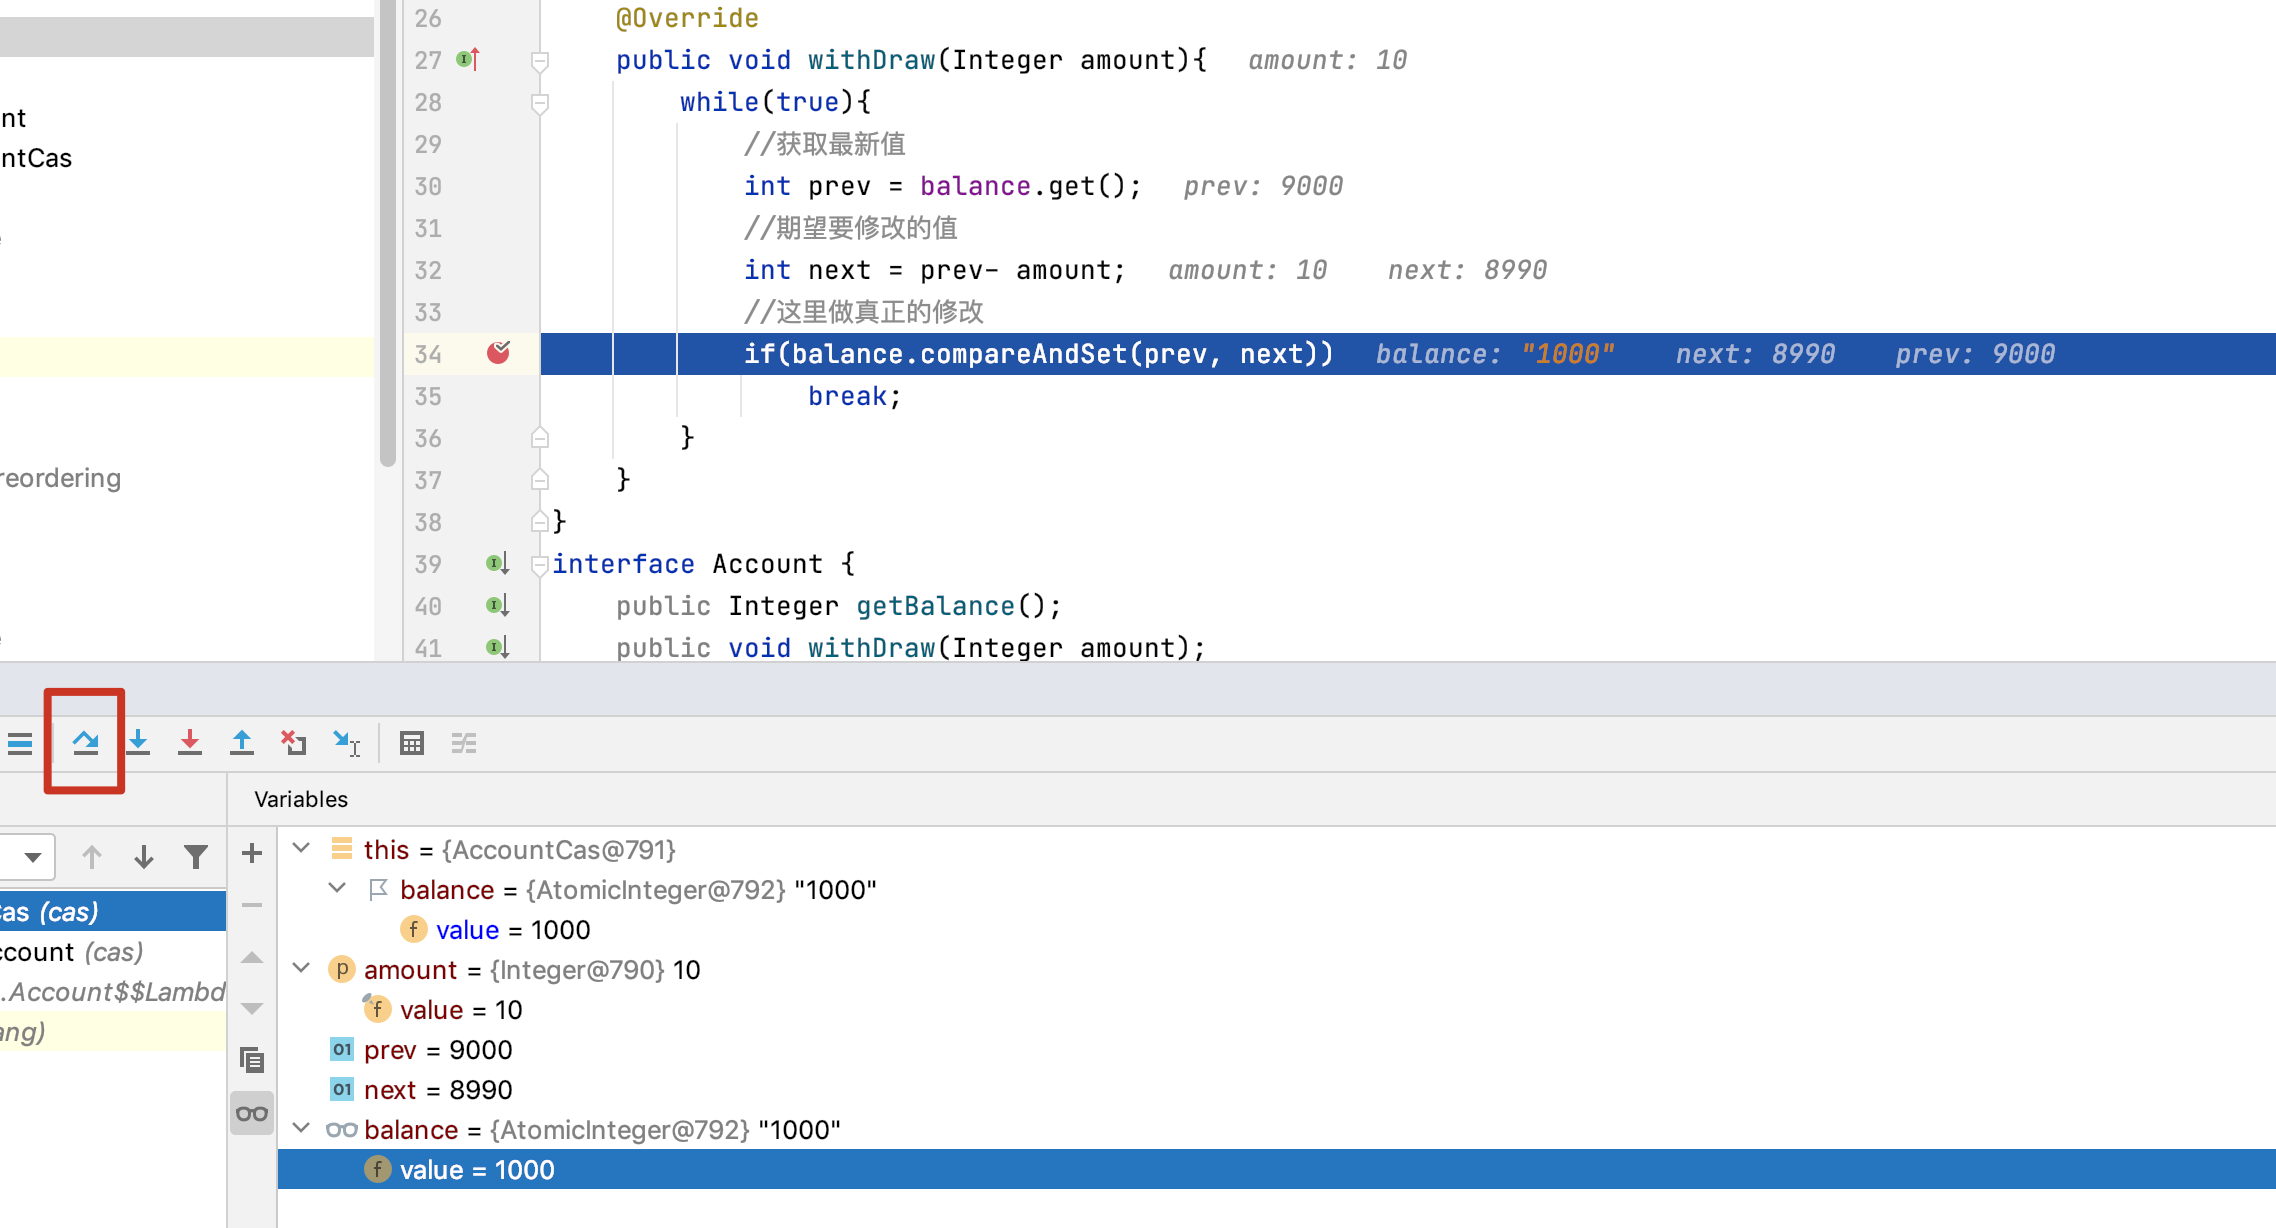 26 @Override
27 public void withDraw(Integer amount){ amount: 10
28 while(true){
29 //获取最新值
30 int prev = balance.get(); prev: 9000
31 //期望要修改的值
32 int next = prev- amount; amount: 10 next: 8990
33 //这里做真正的修改
34 if(balance.compareAndSet(prev, next)) balance: "1000" next: 8990 prev: 9000
35 break;
36 }
37 }
38 }
39 interface Account {
40 public Integer getBalance();
41 public void withDraw(Integer amount);
nt
ntCas
reordering
Variables
as (cas)
ccount (cas)
.Account$$Lambd
ang)
this = {AccountCas@791}
balance = {AtomicInteger@792} "1000"
f value = 1000
p amount = {Integer@790} 10
f value = 10
01 prev = 9000
01 next = 8990
balance = {AtomicInteger@792} "1000"
f value = 1000